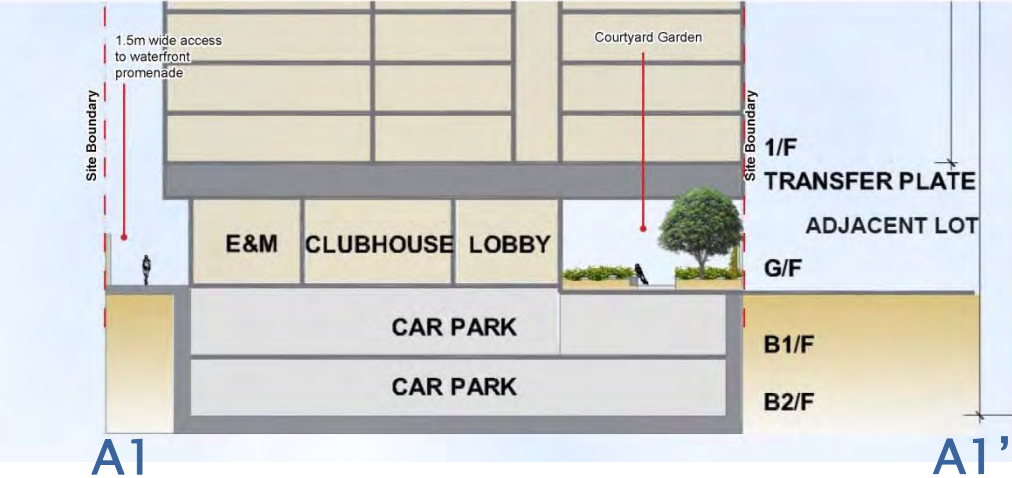 1.5m wide access
to waterfront
promenade
Courtyard Garden
Site Boundary
Site Boundary
1/F
TRANSFER PLATE
ADJACENT LOT
E&M
CLUBHOUSE
LOBBY
G/F
CAR PARK
B1/F
CAR PARK
B2/F
A1
A1’